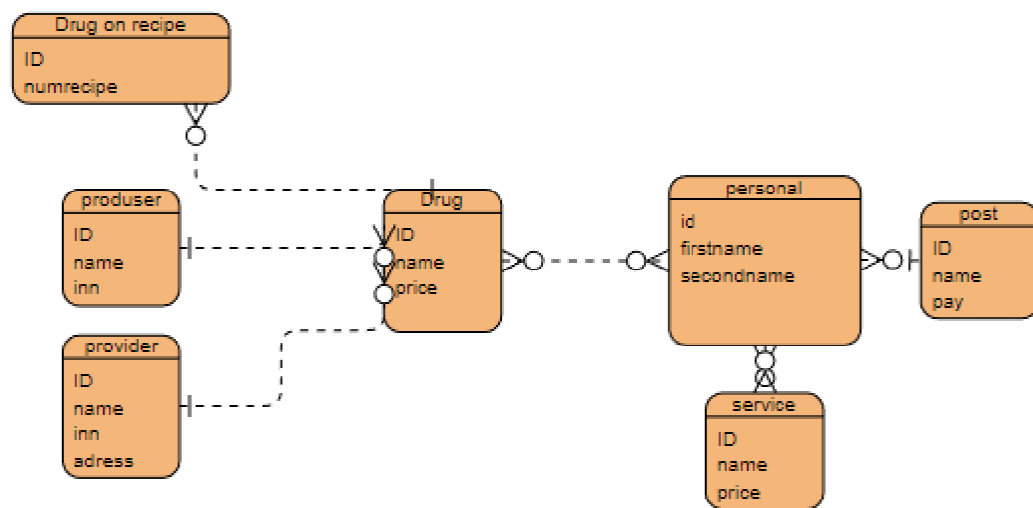 Drug on recipe
ID
numrecipe
produser
ID
name
inn
provider
ID
name
inn
adress
Drug
ID
name
price
personal
id
firstname
secondname
post
ID
name
pay
service
ID
name
price